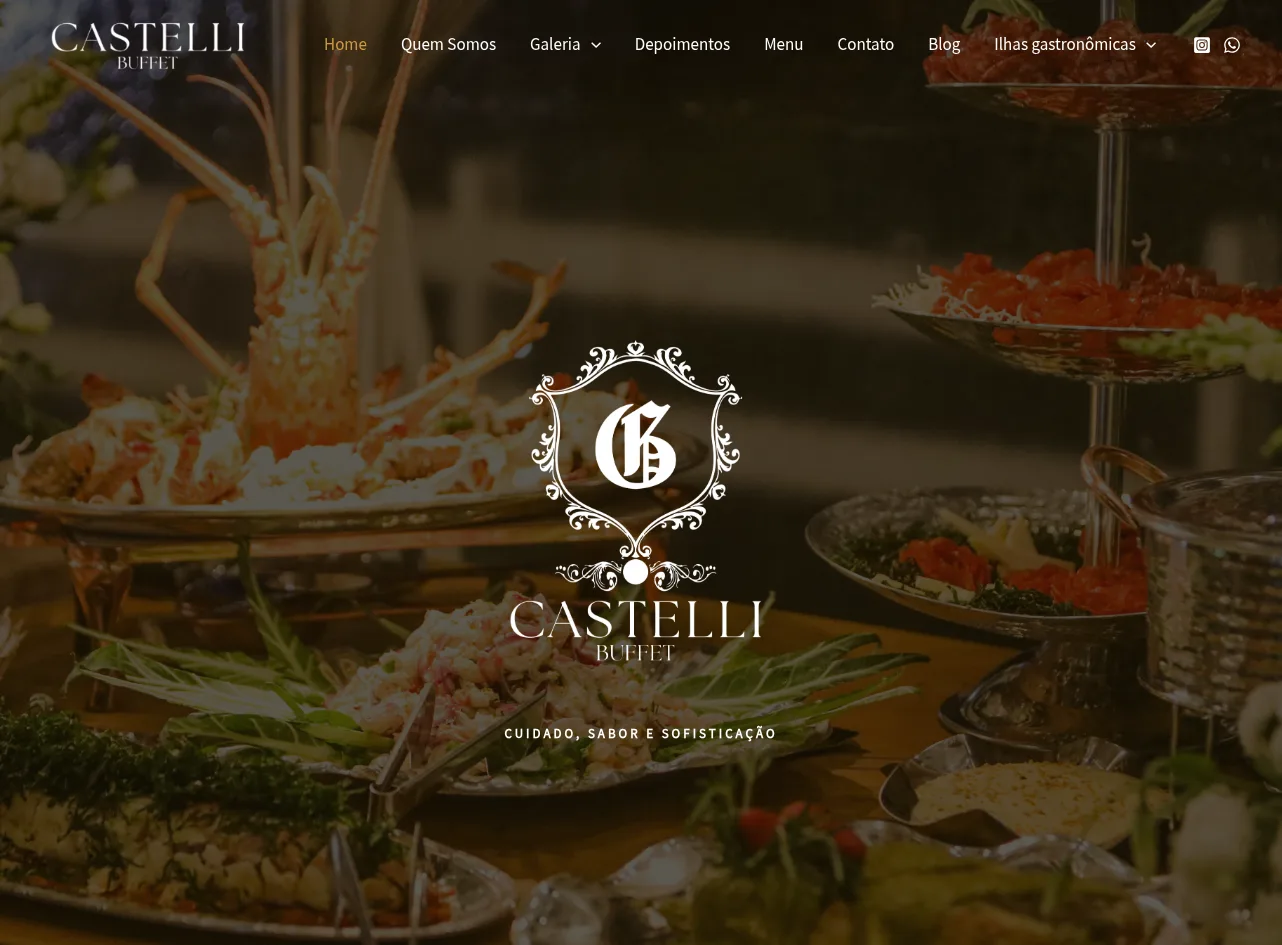 CASTELLI
BUFFET
Home
Quem Somos
Galeria
Depoimentos
Menu
Contato
Blog
Ilhas gastronômicas
CASTELLI
BUFFET
CUIDADO, SABOR E SOFISTICAÇÃO